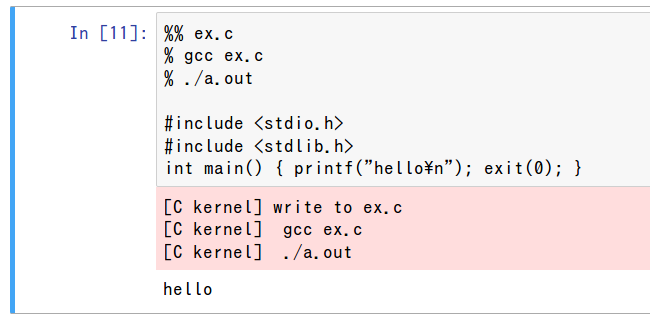 In [11]:
%% ex.c
% gcc ex.c
% ./a.out
#include <stdio.h>
#include <stdlib.h>
int main() { printf("hello¥n"); exit(0); }
[C kernel] write to ex.c
[C kernel]  gcc ex.c
[C kernel]  ./a.out
hello